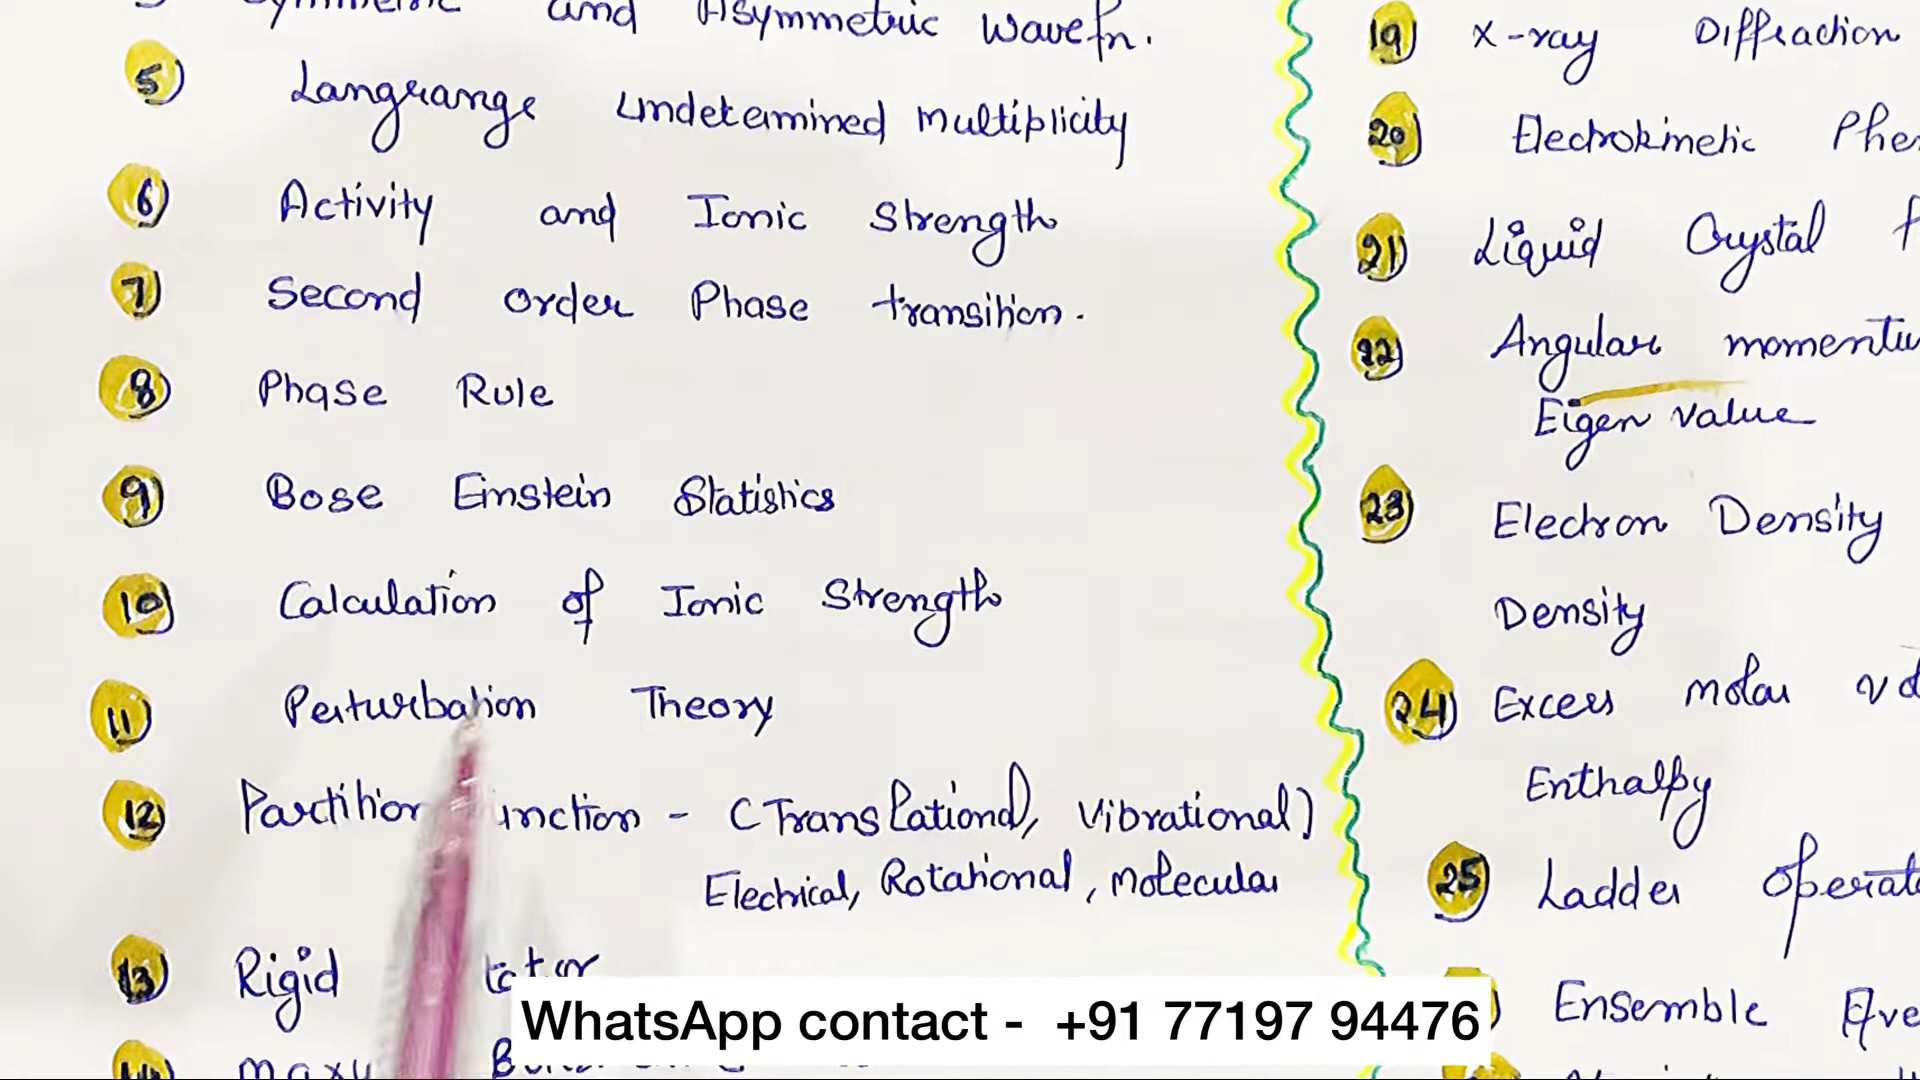 and Asymmetric Wavefn.
5) Langrange Undetermined Multiplicity
6) Activity and Ionic Strength
7) Second order Phase transition.
8) Phase Rule
9) Bose Einstein Statistics
10) Calculation of Ionic Strength
11) Perturbation Theory
12) Partition - (Translational, Vibrational)
Electrical, Rotational, Molecular
13) Rigid
19) X-ray Diffraction
20) Electrokinetic Phe
21) Liquid Crystal
22) Angular momentu
Eigen value
23) Electron Density
Density
24) Excess molar
Enthalpy
25) Ladder Operat
Ensemble
WhatsApp contact - +91 77197 94476